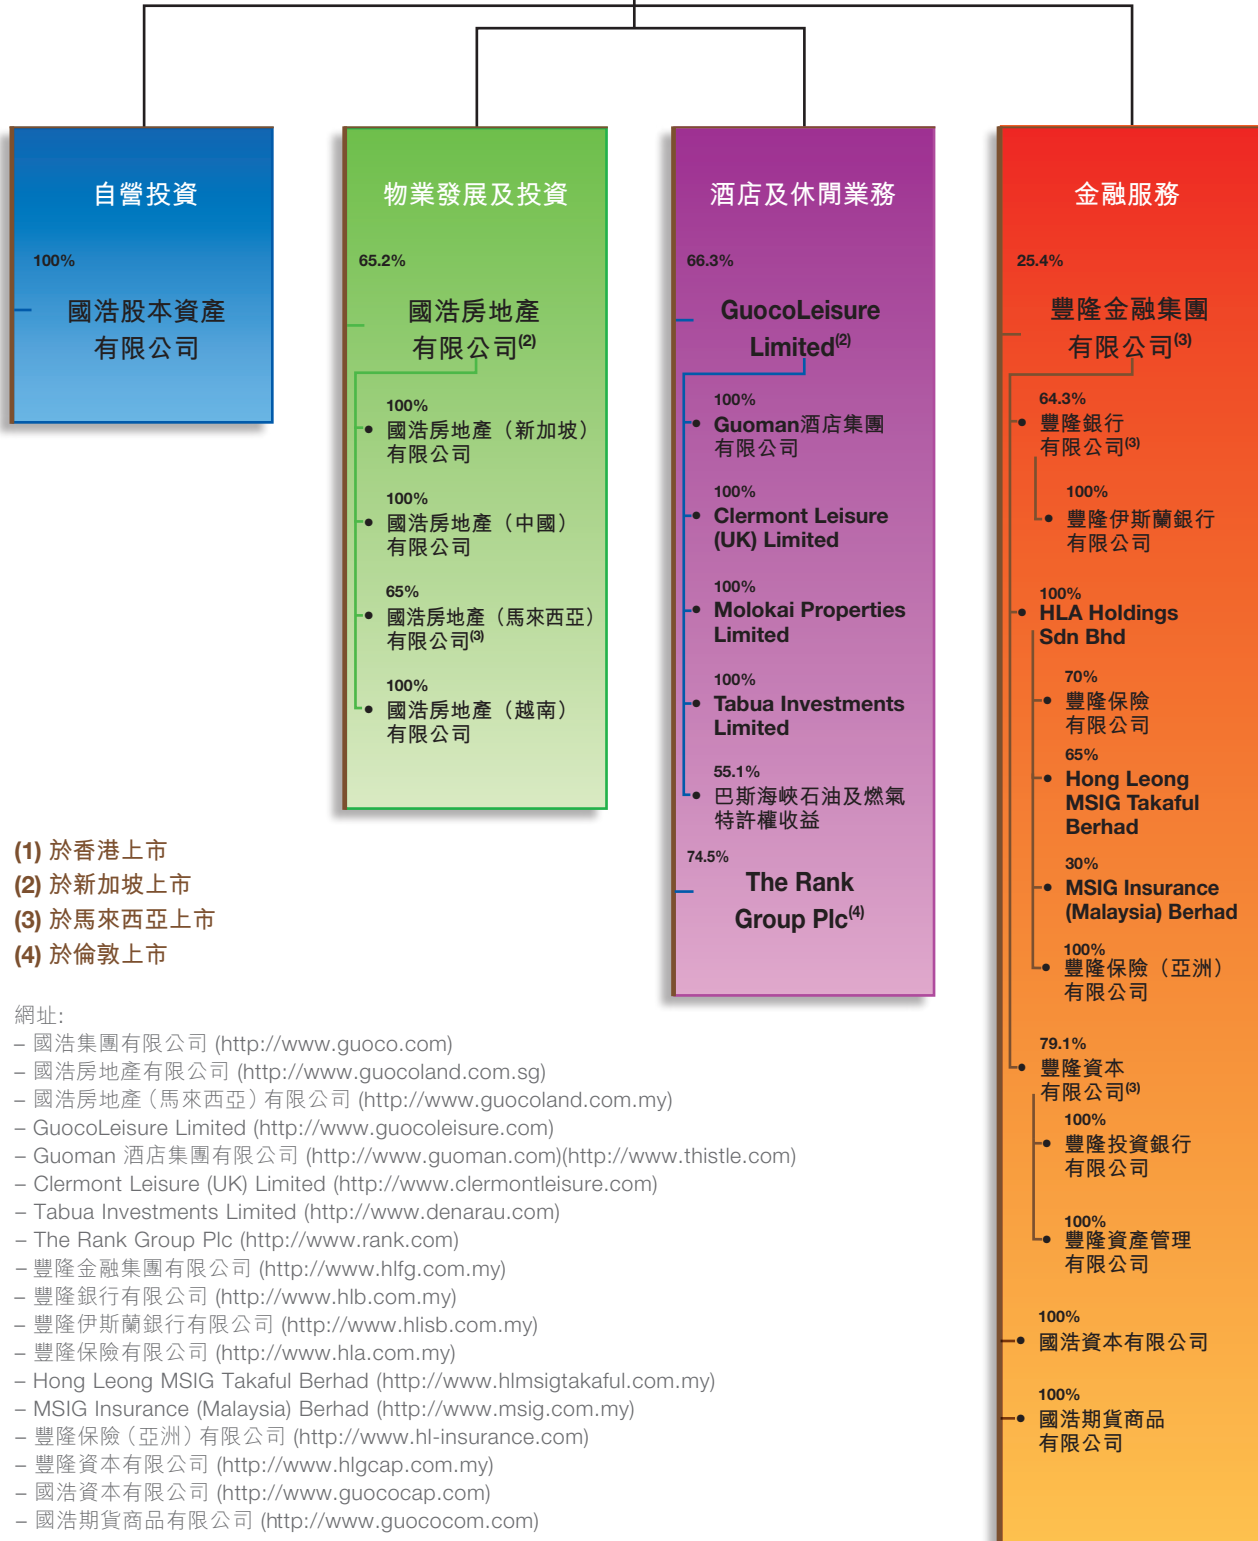 自營投資
100%
國浩股本資產
有限公司
物業發展及投資
65.2%
國浩房地產
有限公司(2)
100%
國浩房地產（新加坡）
有限公司
100%
國浩房地產（中國）
有限公司
65%
國浩房地產（馬來西亞）
有限公司(3)
100%
國浩房地產（越南）
有限公司
酒店及休閒業務
66.3%
GuocoLeisure
Limited(2)
100%
Guoman酒店集團
有限公司
100%
Clermont Leisure
(UK) Limited
100%
Molokai Properties
Limited
100%
Tabua Investments
Limited
55.1%
巴斯海峽石油及燃氣
特許權收益
74.5%
The Rank
Group Plc(4)
金融服務
25.4%
豐隆金融集團
有限公司(3)
64.3%
豐隆銀行
有限公司(3)
100%
豐隆伊斯蘭銀行
有限公司
100%
HLA Holdings
Sdn Bhd
70%
豐隆保險
有限公司
65%
Hong Leong
MSIG Takaful
Berhad
30%
MSIG Insurance
(Malaysia) Berhad
100%
豐隆保險（亞洲）
有限公司
79.1%
豐隆資本
有限公司(3)
100%
豐隆投資銀行
有限公司
100%
豐隆資產管理
有限公司
100%
國浩資本有限公司
100%
國浩期貨商品
有限公司
(1) 於香港上市
(2) 於新加坡上市
(3) 於馬來西亞上市
(4) 於倫敦上市
網址:
– 國浩集團有限公司 (http://www.guoco.com)
– 國浩房地產有限公司 (http://www.guocoland.com.sg)
– 國浩房地產（馬來西亞）有限公司 (http://www.guocoland.com.my)
– GuocoLeisure Limited (http://www.guocoleisure.com)
– Guoman 酒店集團有限公司 (http://www.guoman.com)(http://www.thistle.com)
– Clermont Leisure (UK) Limited (http://www.clermontleisure.com)
– Tabua Investments Limited (http://www.denarau.com)
– The Rank Group Plc (http://www.rank.com)
– 豐隆金融集團有限公司 (http://www.hlfg.com.my)
– 豐隆銀行有限公司 (http://www.hlb.com.my)
– 豐隆伊斯蘭銀行有限公司 (http://www.hlisb.com.my)
– 豐隆保險有限公司 (http://www.hla.com.my)
– Hong Leong MSIG Takaful Berhad (http://www.hlmsigtakaful.com.my)
– MSIG Insurance (Malaysia) Berhad (http://www.msig.com.my)
– 豐隆保險（亞洲）有限公司 (http://www.hl-insurance.com)
– 豐隆資本有限公司 (http://www.hlgcap.com.my)
– 國浩資本有限公司 (http://www.guococap.com)
– 國浩期貨商品有限公司 (http://www.guococom.com)